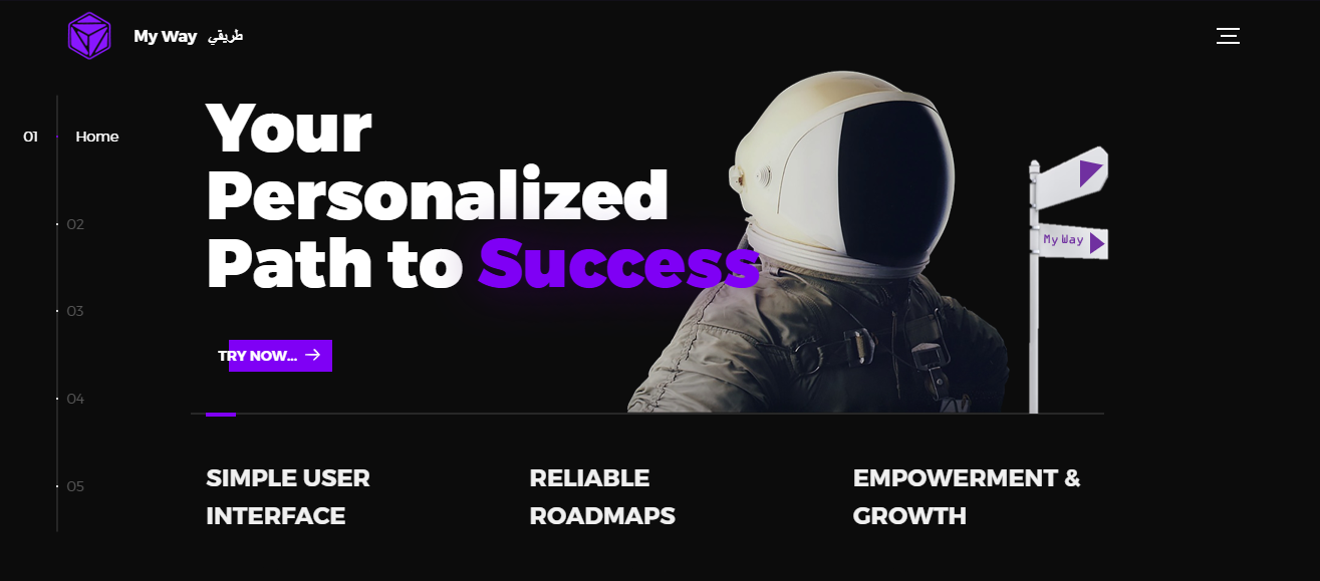 My Way طريقي
01 Home
Your
Personalized
Path to Success
My Way
02
03
TRY NOW...
04
SIMPLE USER
INTERFACE
RELIABLE
ROADMAPS
EMPOWERMENT &
GROWTH
05